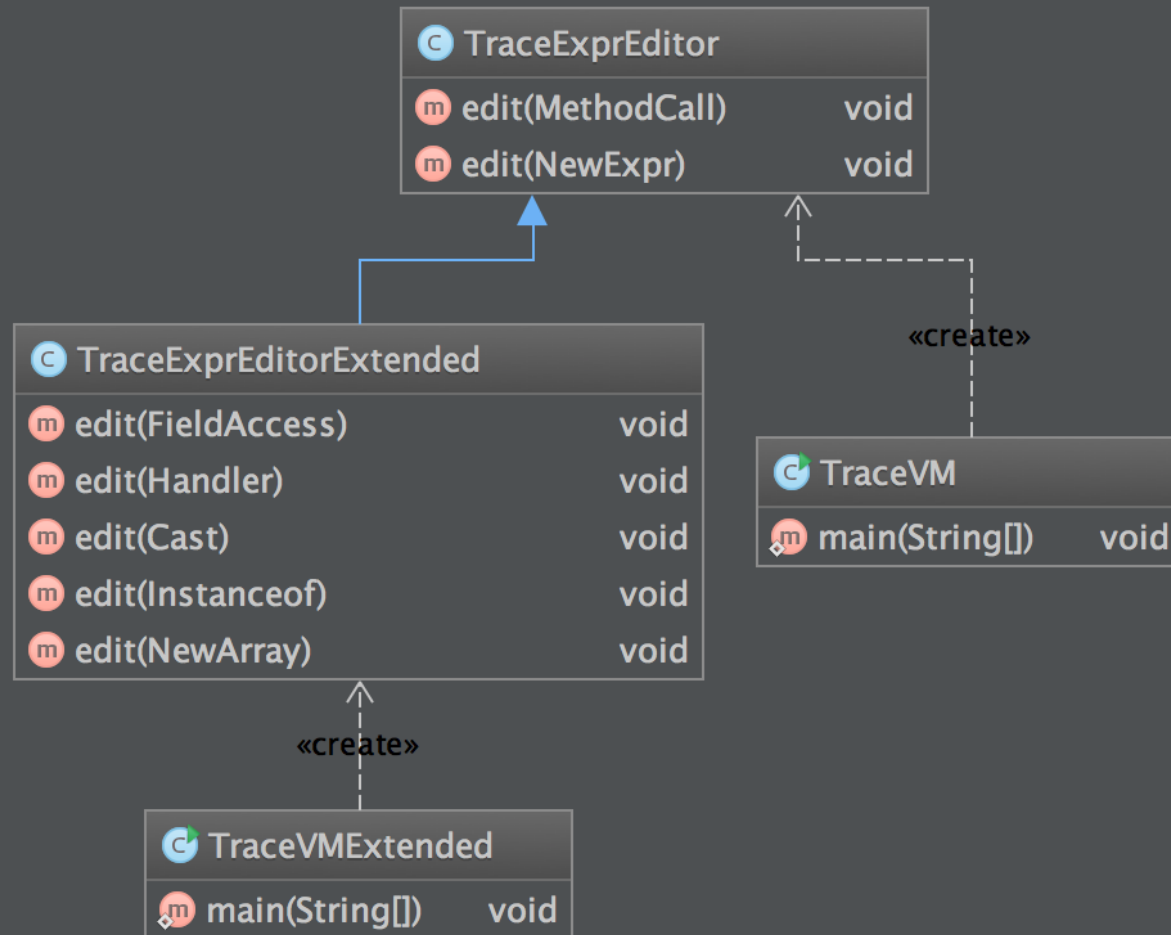 C TraceExprEditor
m edit(MethodCall) void
m edit(NewExpr) void
«create»
C TraceExprEditorExtended
m edit(FieldAccess) void
m edit(Handler) void
m edit(Cast) void
m edit(Instanceof) void
m edit(NewArray) void
C TraceVM
m main(String[]) void
«create»
C TraceVMExtended
m main(String[]) void